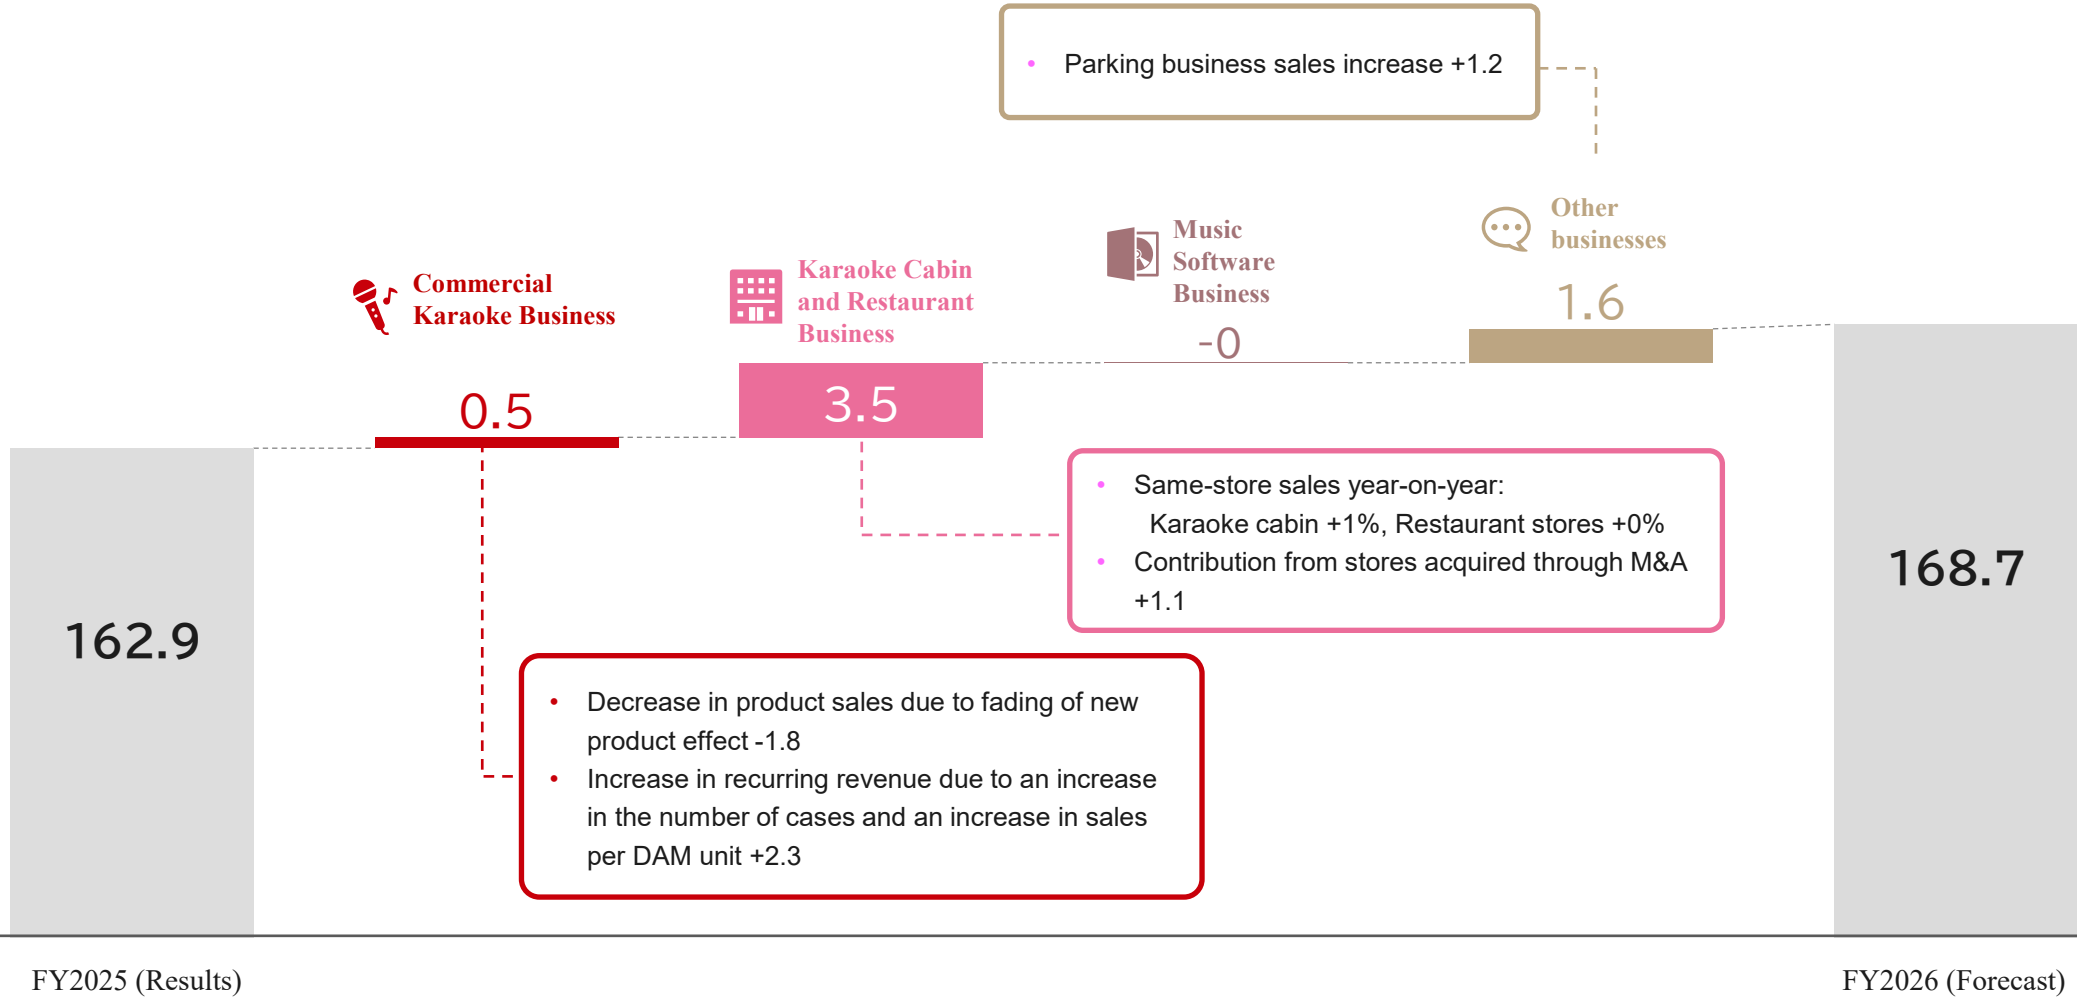 • Parking business sales increase +1.2
Other
businesses
1.6
Music
Software
Business
-0
Karaoke Cabin
and Restaurant
Business
3.5
Commercial
Karaoke Business
0.5
• Same-store sales year-on-year:
Karaoke cabin +1%, Restaurant stores +0%
• Contribution from stores acquired through M&A
+1.1
162.9
168.7
• Decrease in product sales due to fading of new
product effect -1.8
• Increase in recurring revenue due to an increase
in the number of cases and an increase in sales
per DAM unit +2.3
FY2025 (Results)
FY2026 (Forecast)